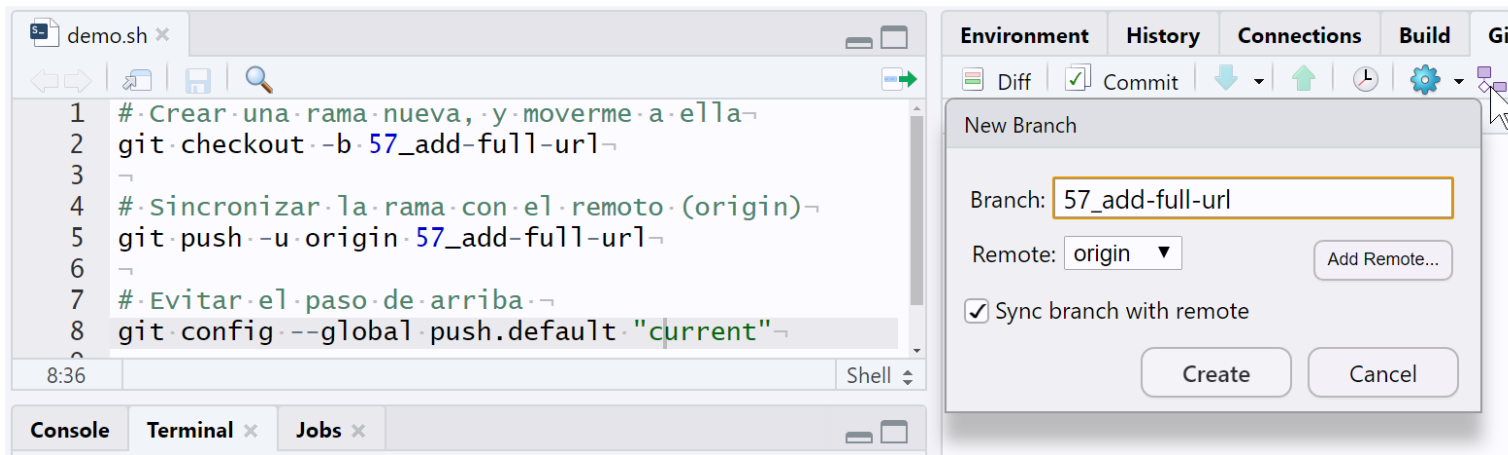 demo.sh
1 # Crear una rama nueva, y moverme a ella
2 git checkout -b 57_add-full-url
3
4 # Sincronizar la rama con el remoto (origin)
5 git push -u origin 57_add-full-url
6
7 # Evitar el paso de arriba
8 git config --global push.default "current"
8:36 Shell
Console Terminal Jobs
Environment History Connections Build Gi
Diff Commit
New Branch
Branch: 57_add-full-url
Remote: origin Add Remote...
Sync branch with remote
Create Cancel